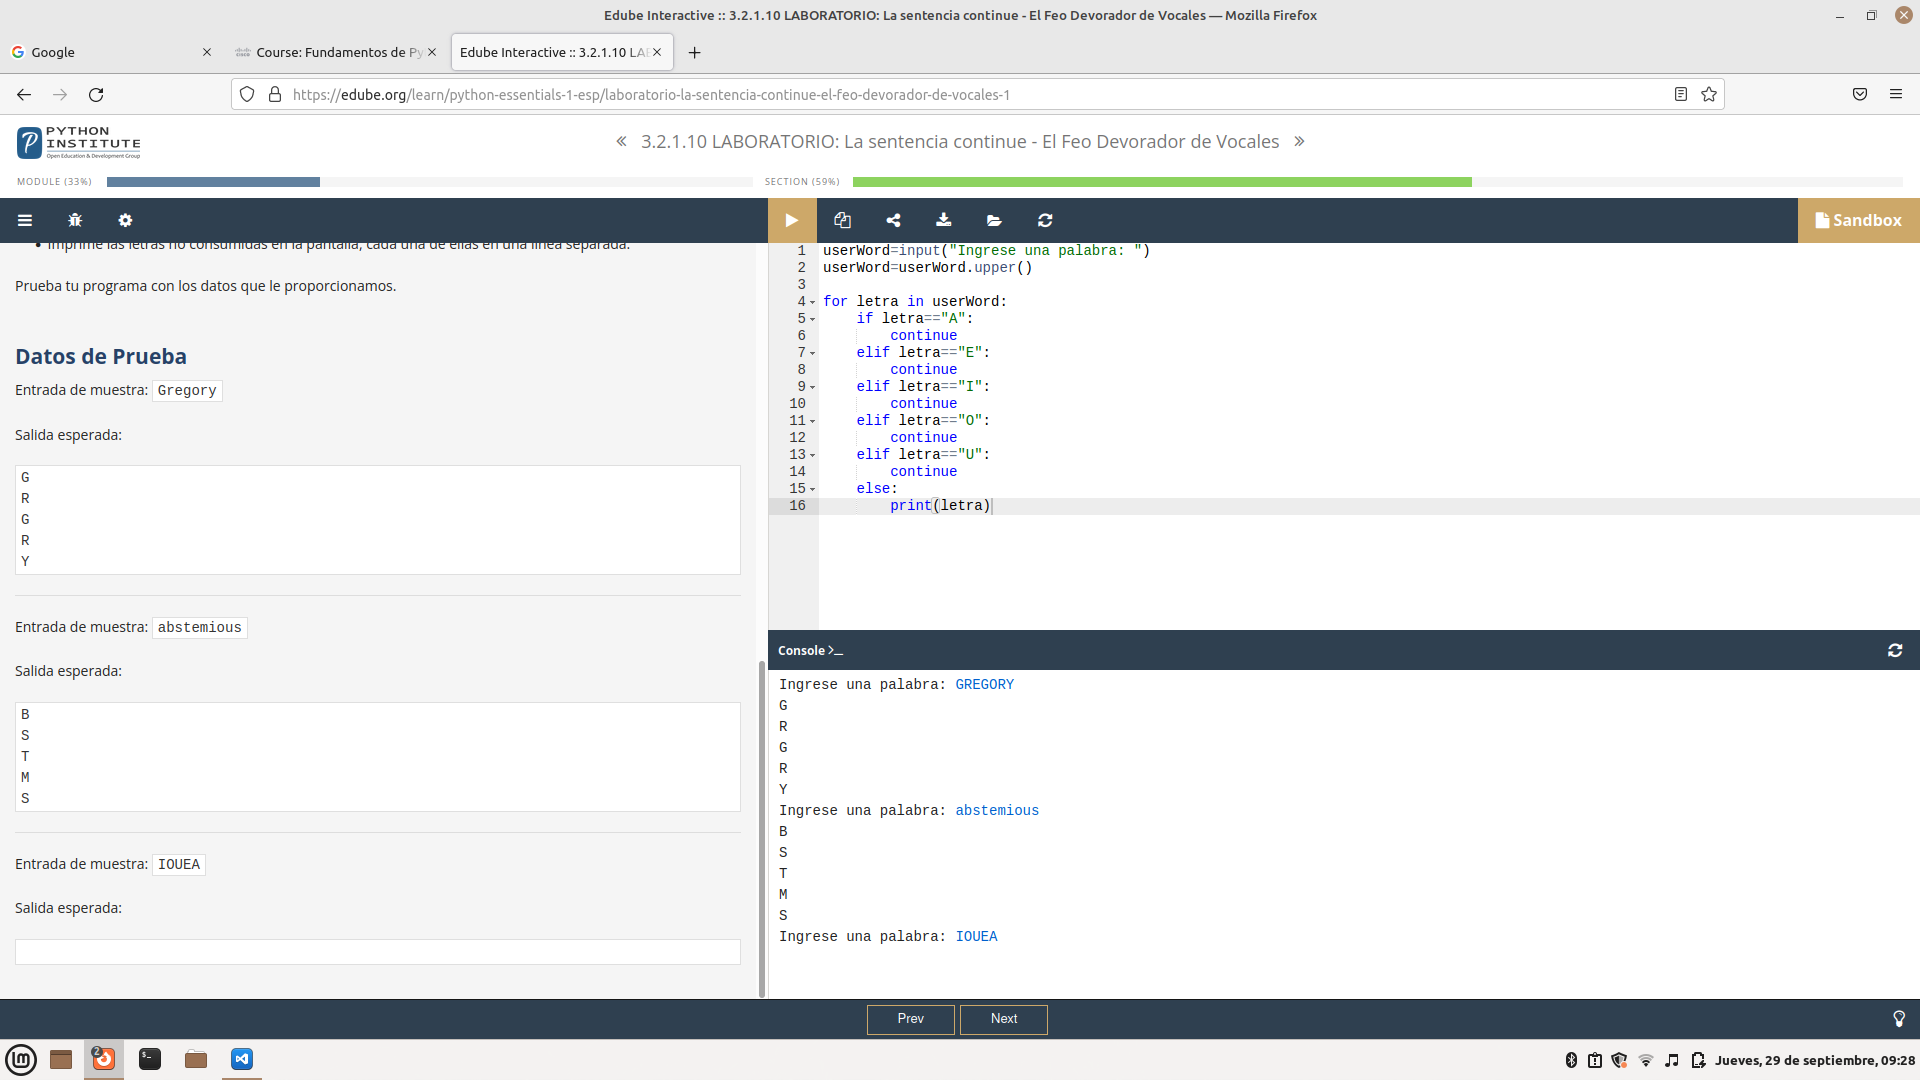 Edube Interactive :: 3.2.1.10 LABORATORIO: La sentencia continue - El Feo Devorador de Vocales — Mozilla Firefox
Google
Course: Fundamentos de Py
Edube Interactive :: 3.2.1.10 LA
https://edube.org/learn/python-essentials-1-esp/laboratorio-la-sentencia-continue-el-feo-devorador-de-vocales-1
PYTHON
INSTITUTE
Open Education & Development Group
« 3.2.1.10 LABORATORIO: La sentencia continue - El Feo Devorador de Vocales »
MODULE (33%)
SECTION (59%)
Sandbox
• Imprime las letras no consumidas en la pantalla, cada una de ellas en una línea separada.
Prueba tu programa con los datos que le proporcionamos.
Datos de Prueba
Entrada de muestra: Gregory
Salida esperada:
G
R
G
R
Y
Entrada de muestra: abstemious
Salida esperada:
B
S
T
M
S
Entrada de muestra: IOUEA
Salida esperada:
1 userWord=input("Ingrese una palabra: ")
2 userWord=userWord.upper()
3
4 for letra in userWord:
5     if letra=="A":
6         continue
7     elif letra=="E":
8         continue
9     elif letra=="I":
10         continue
11     elif letra=="O":
12         continue
13     elif letra=="U":
14         continue
15     else:
16         print(letra)
Console >_
Ingrese una palabra: GREGORY
G
R
G
R
Y
Ingrese una palabra: abstemious
B
S
T
M
S
Ingrese una palabra: IOUEA
Prev
Next
2
Jueves, 29 de septiembre, 09:28